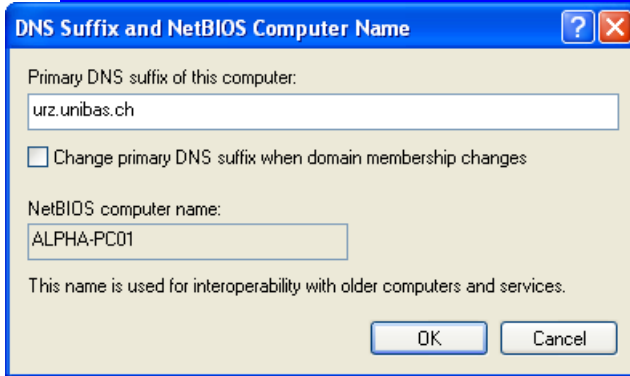 DNS Suffix and NetBIOS Computer Name
Primary DNS suffix of this computer:
urz.unibas.ch
Change primary DNS suffix when domain membership changes
NetBIOS computer name:
ALPHA-PC01
This name is used for interoperability with older computers and services.
OK Cancel